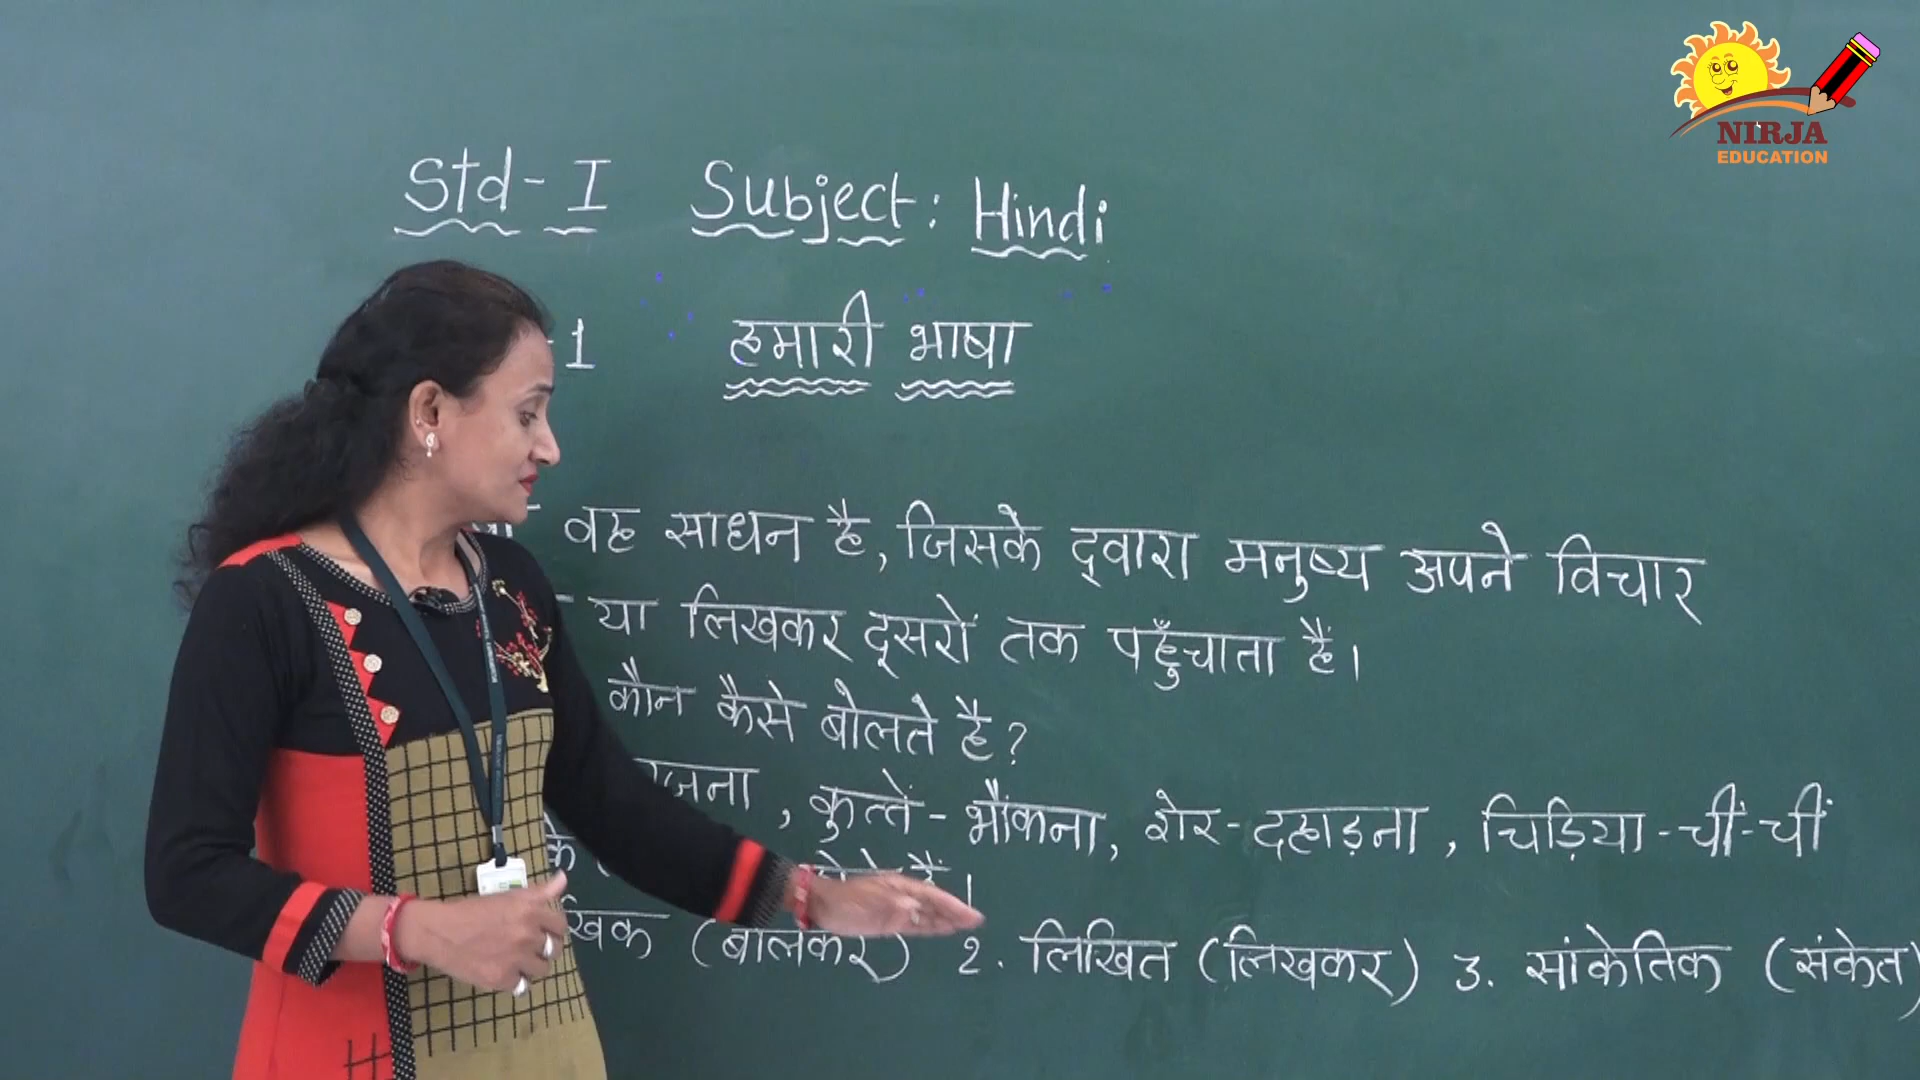 NIRJA
EDUCATION
Std-I Subject: Hindi
-1 हमारी भाषा
वह साधन है, जिसके द्वारा मनुष्य अपने विचार
या लिखकर दूसरों तक पहुँचाता हैं।
कौन कैसे बोलते है?
जना, कुत्तें-भौंकना, शेर-दहाड़ना, चिड़िया-चीं-चीं
के होते हैं।
खिक (बोलकर) 2. लिखित (लिखकर) 3. सांकेतिक (संकेत)